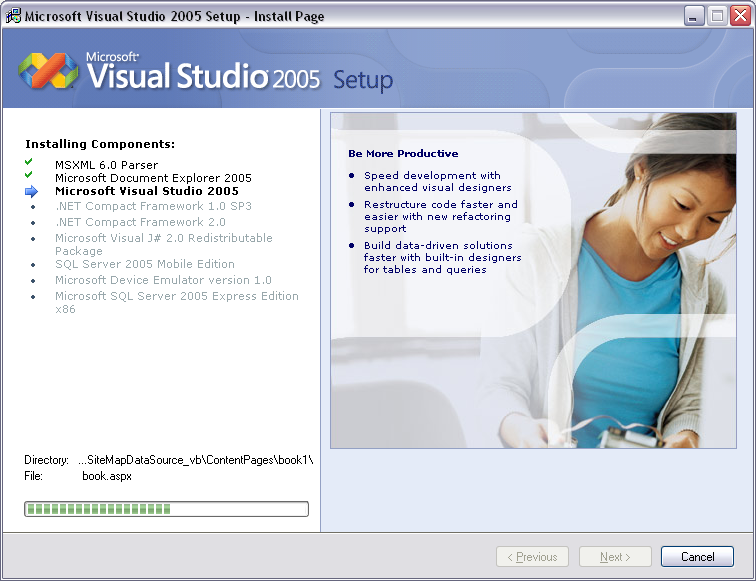 Microsoft Visual Studio 2005 Setup - Install Page
Microsoft®
Visual Studio 2005 Setup
Installing Components:
MSXML 6.0 Parser
Microsoft Document Explorer 2005
Microsoft Visual Studio 2005
.NET Compact Framework 1.0 SP3
.NET Compact Framework 2.0
Microsoft Visual J# 2.0 Redistributable
Package
SQL Server 2005 Mobile Edition
Microsoft Device Emulator version 1.0
Microsoft SQL Server 2005 Express Edition
x86
Directory: ...SiteMapDataSource_vb\ContentPages\book1\
File: book.aspx
Be More Productive
Speed development with
enhanced visual designers
Restructure code faster and
easier with new refactoring
support
Build data-driven solutions
faster with built-in designers
for tables and queries
< Previous
Next >
Cancel